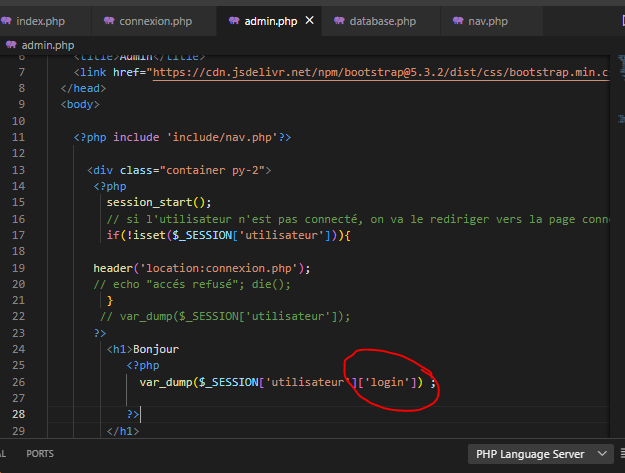 index.php connexion.php admin.php database.php nav.php
admin.php
6 <title>Admin</title>
7 <link href="https://cdn.jsdelivr.net/npm/bootstrap@5.3.2/dist/css/bootstrap.min.cs
8 </head>
9 <body>
10
11 <?php include 'include/nav.php'?>
12
13 <div class="container py-2">
14 <?php
15 session_start();
16 // si l'utilisateur n'est pas connecté, on va le rediriger vers la page conn
17 if(!isset($_SESSION['utilisateur'])){
18
19 header('location:connexion.php');
20 // echo "accés refusé"; die();
21 }
22 // var_dump($_SESSION['utilisateur']);
23 ?>
24 <h1>Bonjour
25 <?php
26 var_dump($_SESSION['utilisateur']['login']) ;
27
28 ?>
29 </h1>
AL PORTS
PHP Language Server